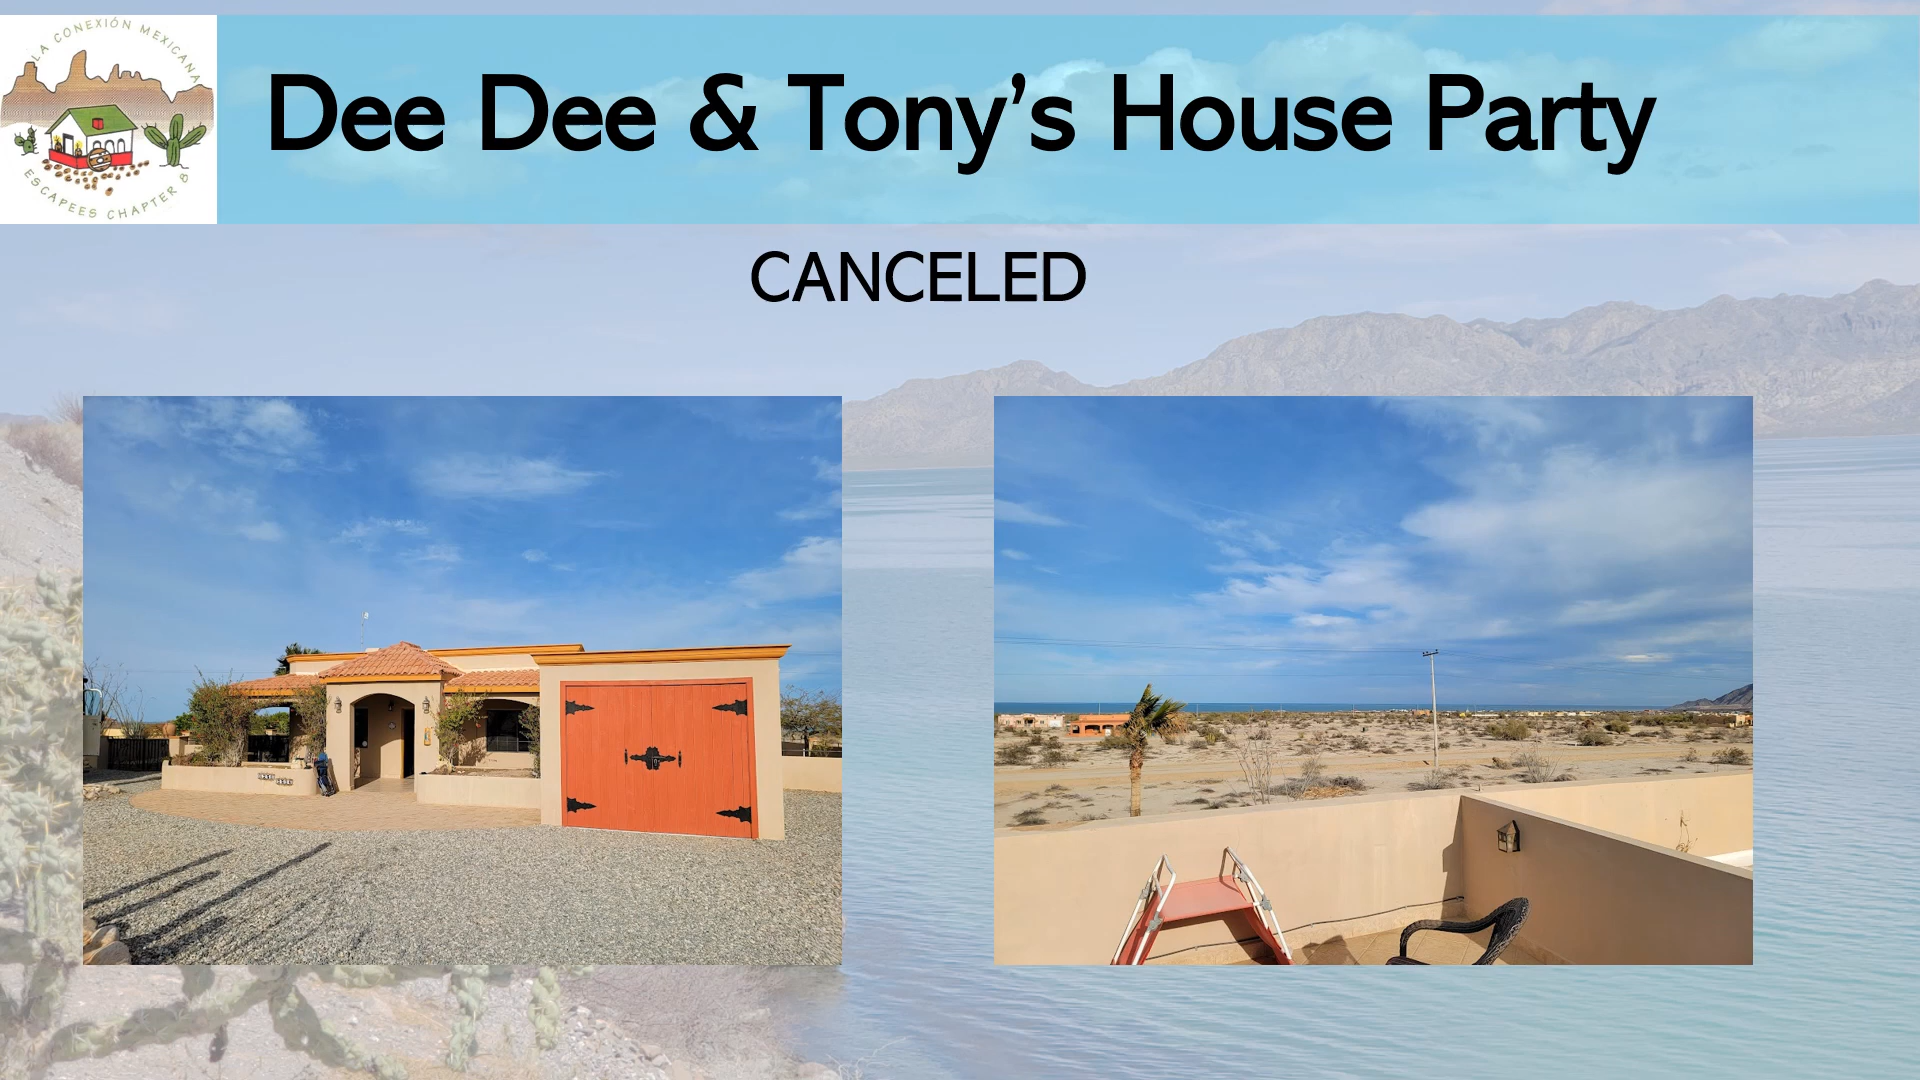 LA CONEXIÓN MEXICANA
Dee Dee & Tony’s House Party
ESCAPEES CHAPTER 8
CANCELED